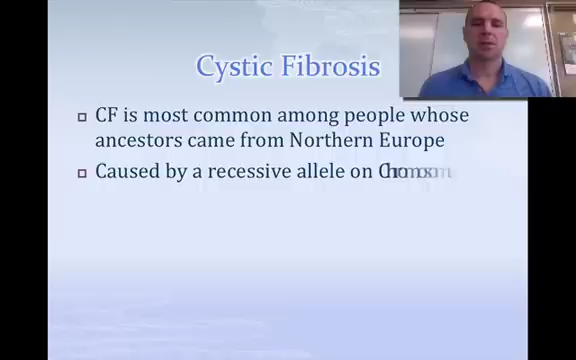 Cystic Fibrosis
CF is most common among people whose
ancestors came from Northern Europe
Caused by a recessive allele on